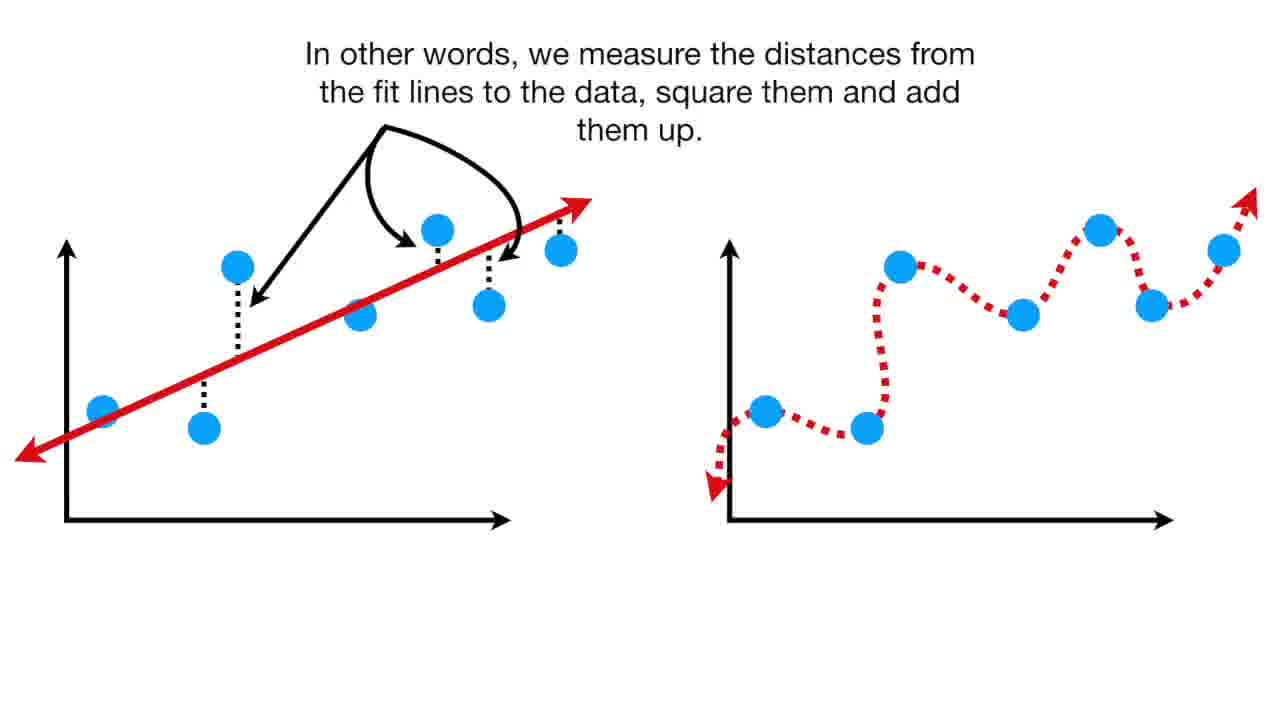 In other words, we measure the distances from
the fit lines to the data, square them and add
them up.